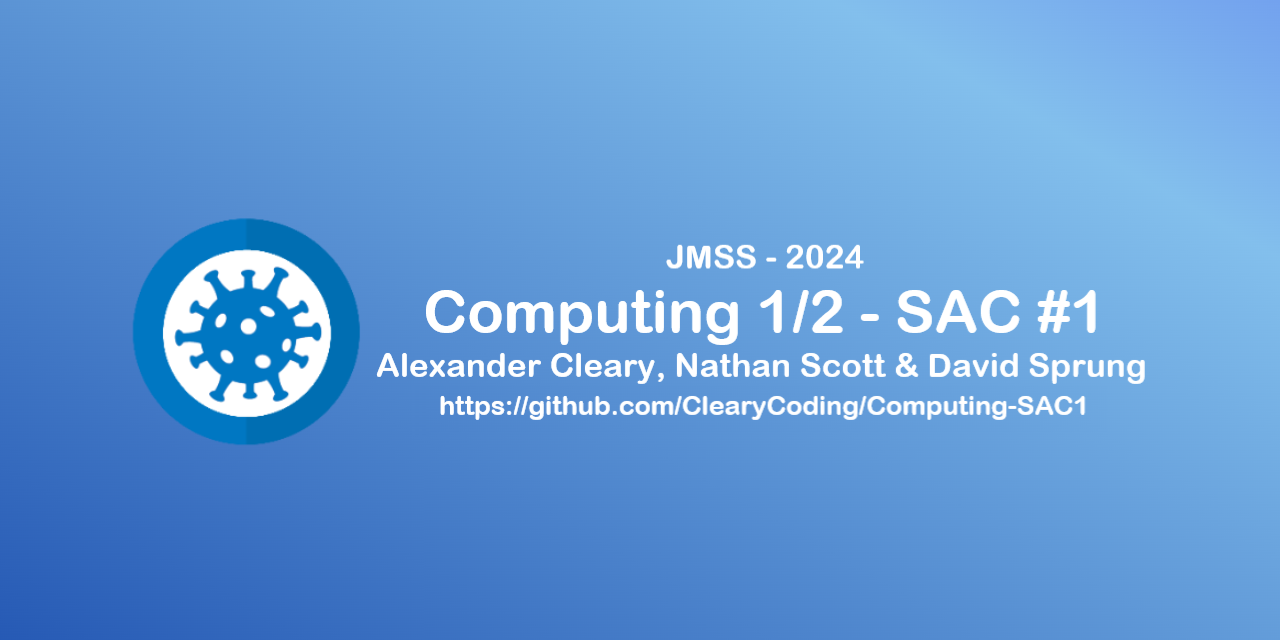 JMSS - 2024
Computing 1/2 - SAC #1
Alexander Cleary, Nathan Scott & David Sprung
https://github.com/ClearyCoding/Computing-SAC1